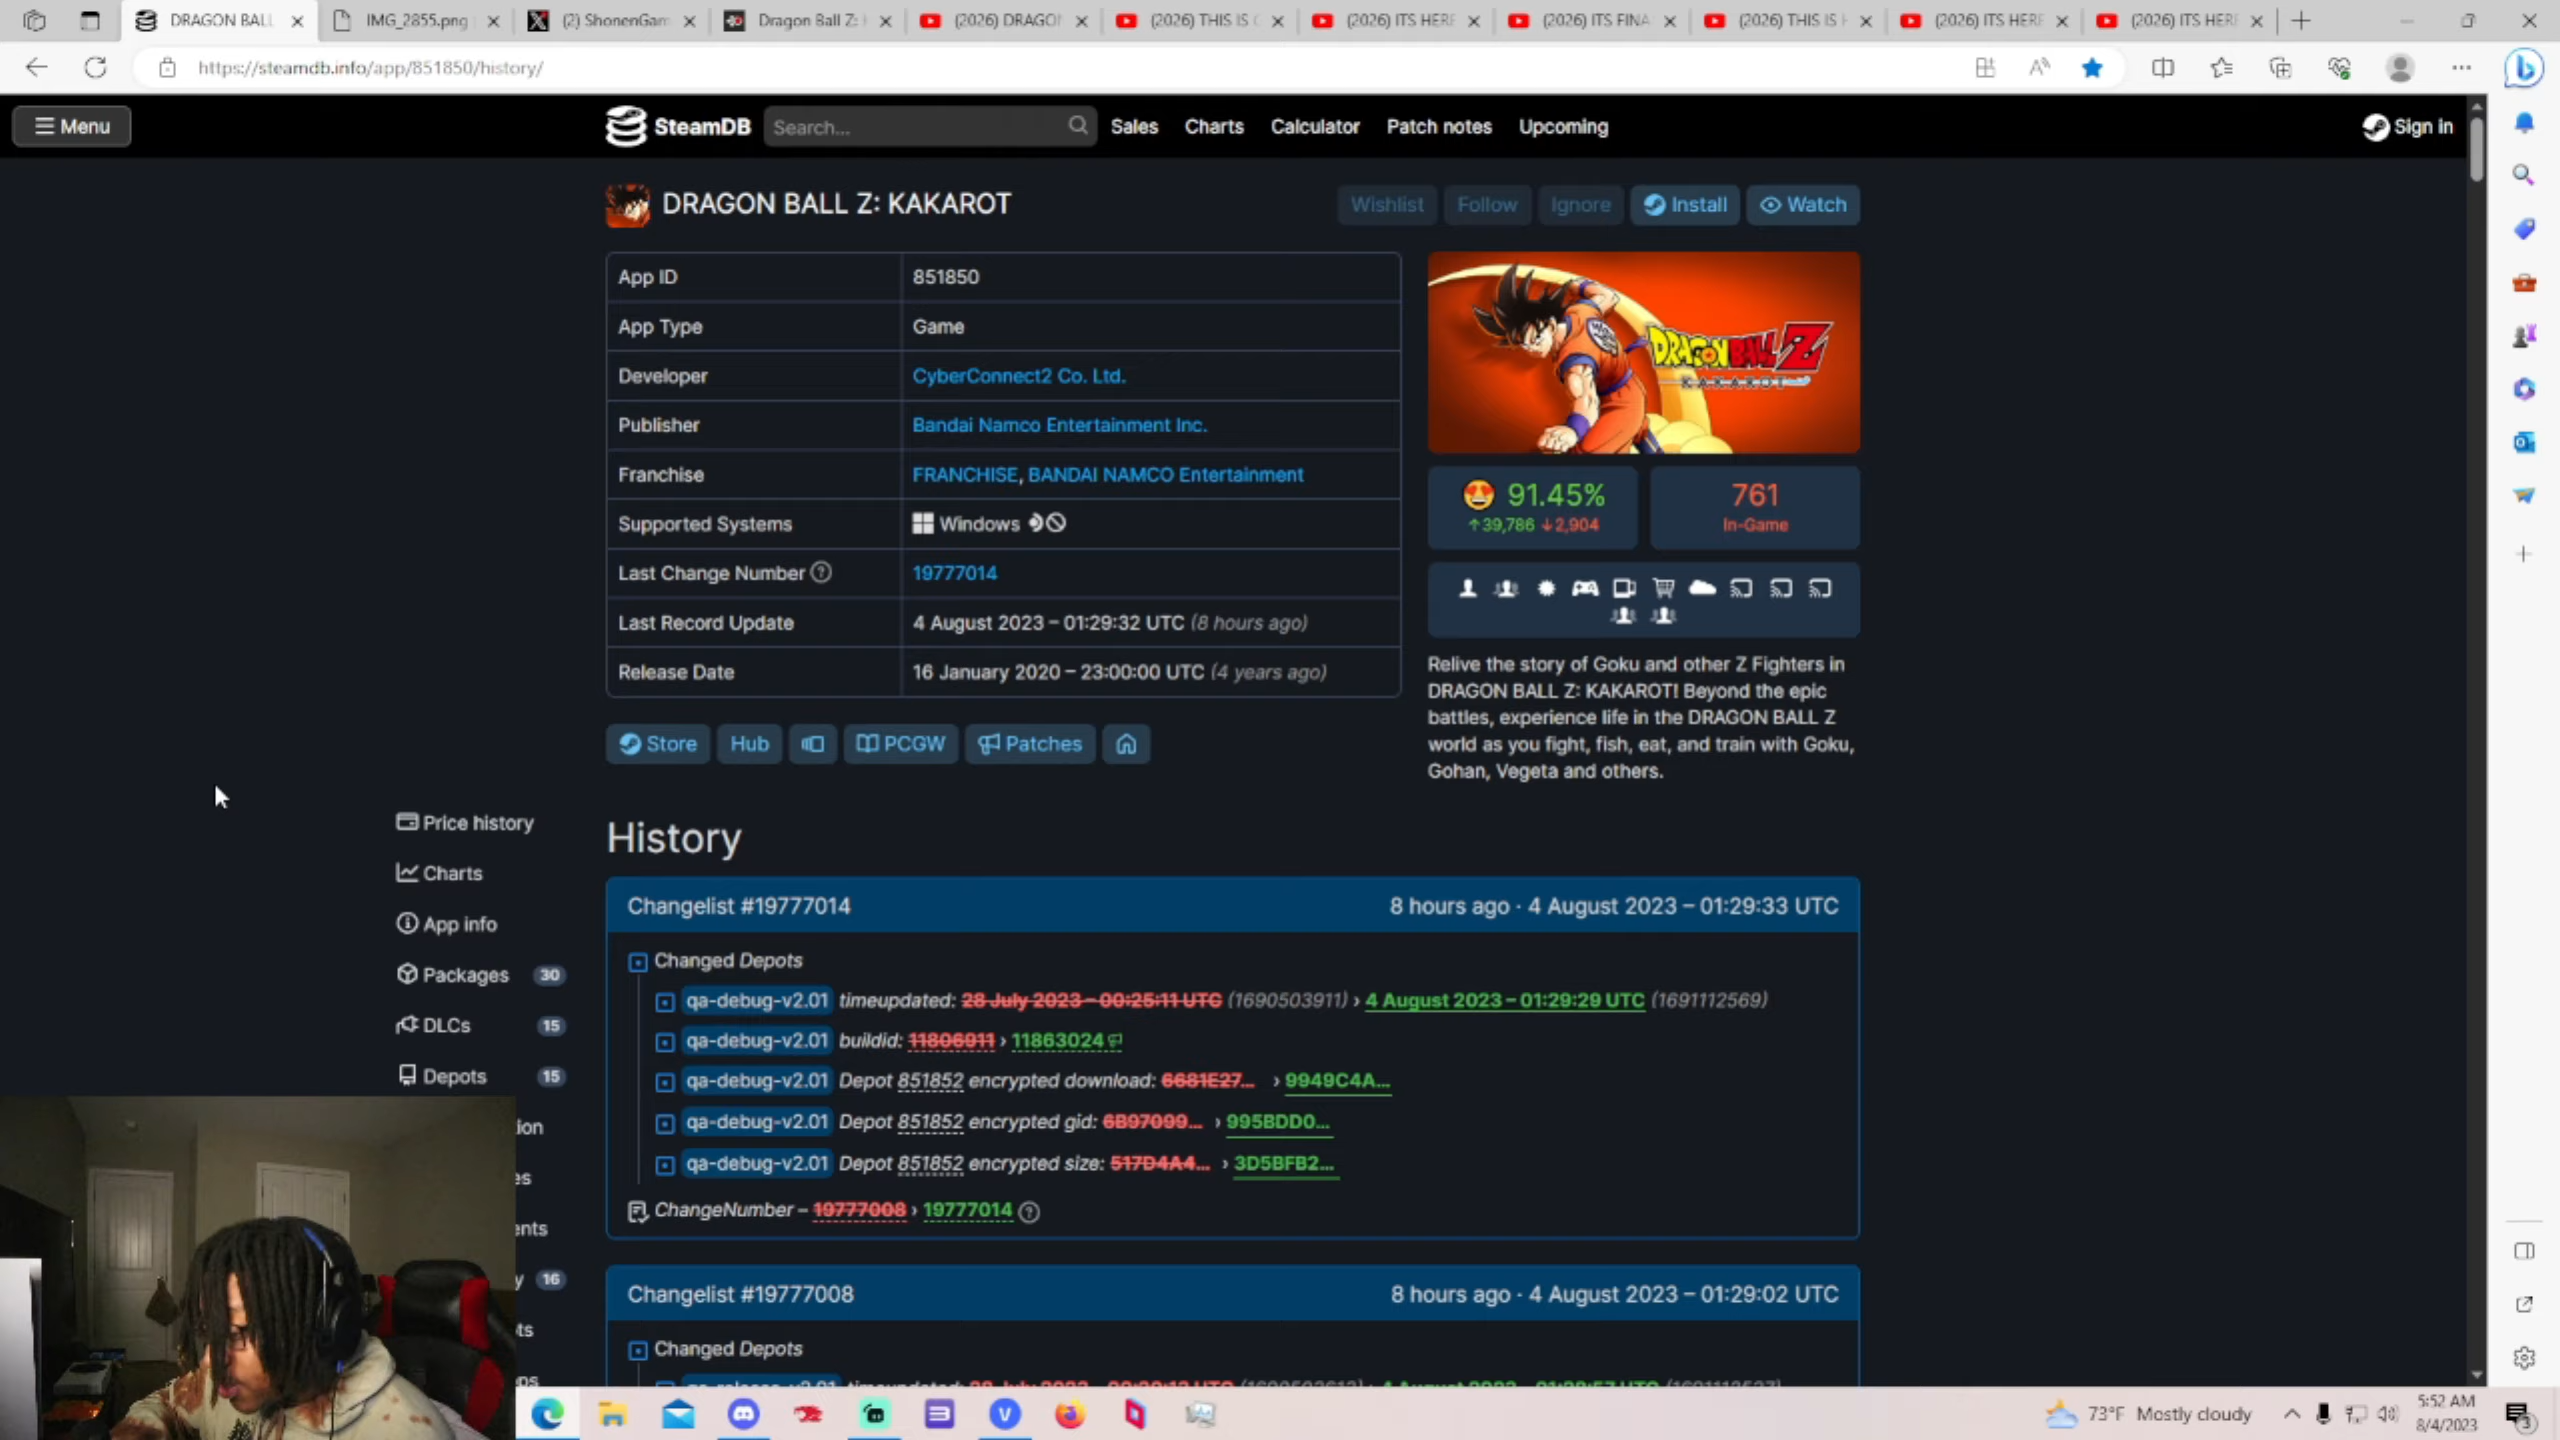 DRAGON BALL
IMG_2855.png
(2) ShonenGam
Dragon Ball Z:
(2026) DRAGO
(2026) THIS IS
(2026) ITS HERE
(2026) ITS FINA
(2026) THIS IS
(2026) ITS HERE
(2026) ITS HERE
https://steamdb.info/app/851850/history/
Menu
SteamDB
Search...
Sales
Charts
Calculator
Patch notes
Upcoming
Sign in
DRAGON BALL Z: KAKAROT
Wishlist
Follow
Ignore
Install
Watch
App ID 851850
App Type Game
Developer CyberConnect2 Co. Ltd.
Publisher Bandai Namco Entertainment Inc.
Franchise FRANCHISE, BANDAI NAMCO Entertainment
Supported Systems Windows
Last Change Number 19777014
Last Record Update 4 August 2023 – 01:29:32 UTC (8 hours ago)
Release Date 16 January 2020 – 23:00:00 UTC (4 years ago)
DRAGON BALL Z
KAKAROT
91.45%
↑39,786 ↓2,904
761
In-Game
Relive the story of Goku and other Z Fighters in
DRAGON BALL Z: KAKAROT! Beyond the epic
battles, experience life in the DRAGON BALL Z
world as you fight, fish, eat, and train with Goku,
Gohan, Vegeta and others.
Store
Hub
PCGW
Patches
Price history
Charts
App info
Packages 30
DLCs 15
Depots 15
ion
es
ents
y 16
ts
ps
History
Changelist #19777014 8 hours ago · 4 August 2023 – 01:29:33 UTC
Changed Depots
qa-debug-v2.01 timeupdated: 28 July 2023 – 00:25:11 UTC (1690503911) › 4 August 2023 – 01:29:29 UTC (1691112569)
qa-debug-v2.01 buildid: 11806911 › 11863024
qa-debug-v2.01 Depot 851852 encrypted download: 6681E27... › 9949C4A...
qa-debug-v2.01 Depot 851852 encrypted gid: 6B97099... › 995BDD0...
qa-debug-v2.01 Depot 851852 encrypted size: 517D4A4... › 3D5BFB2...
ChangeNumber – 19777008 › 19777014
Changelist #19777008 8 hours ago · 4 August 2023 – 01:29:02 UTC
Changed Depots
73°F Mostly cloudy
5:52 AM
8/4/2023
3